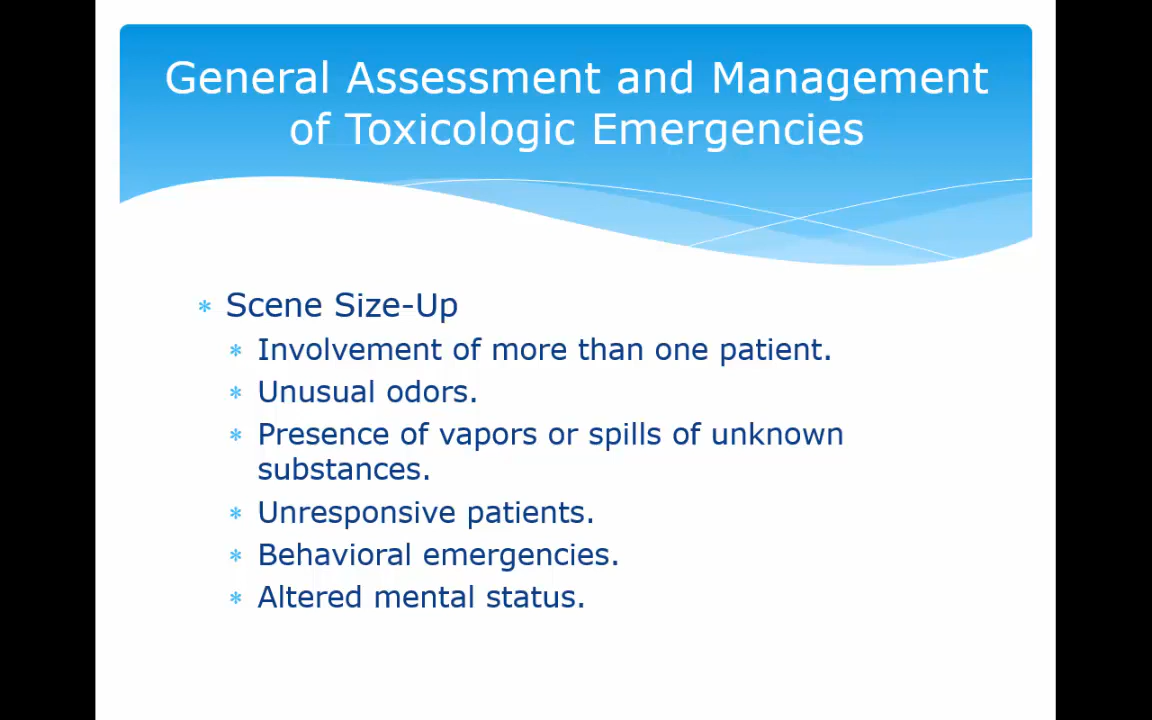 General Assessment and Management
of Toxicologic Emergencies
* Scene Size-Up
* Involvement of more than one patient.
* Unusual odors.
* Presence of vapors or spills of unknown
substances.
* Unresponsive patients.
* Behavioral emergencies.
* Altered mental status.